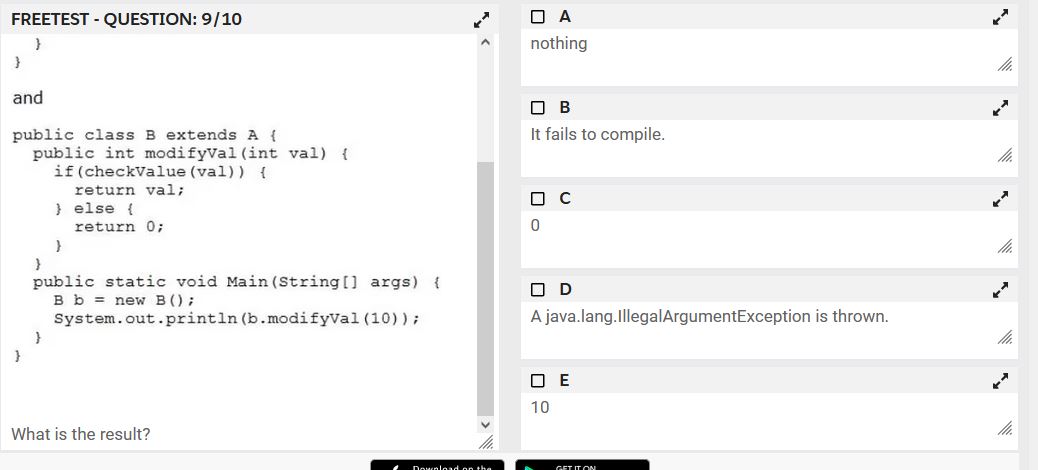 FREETEST - QUESTION: 9/10
}
}
and
public class B extends A {
public int modifyVal(int val) {
if(checkValue(val)) {
return val;
} else {
return 0;
}
}
public static void Main(String[] args) {
B b = new B();
System.out.println(b.modifyVal(10));
}
}
What is the result?
A
nothing
B
It fails to compile.
C
0
D
A java.lang.IllegalArgumentException is thrown.
E
10
Download on the
GET IT ON